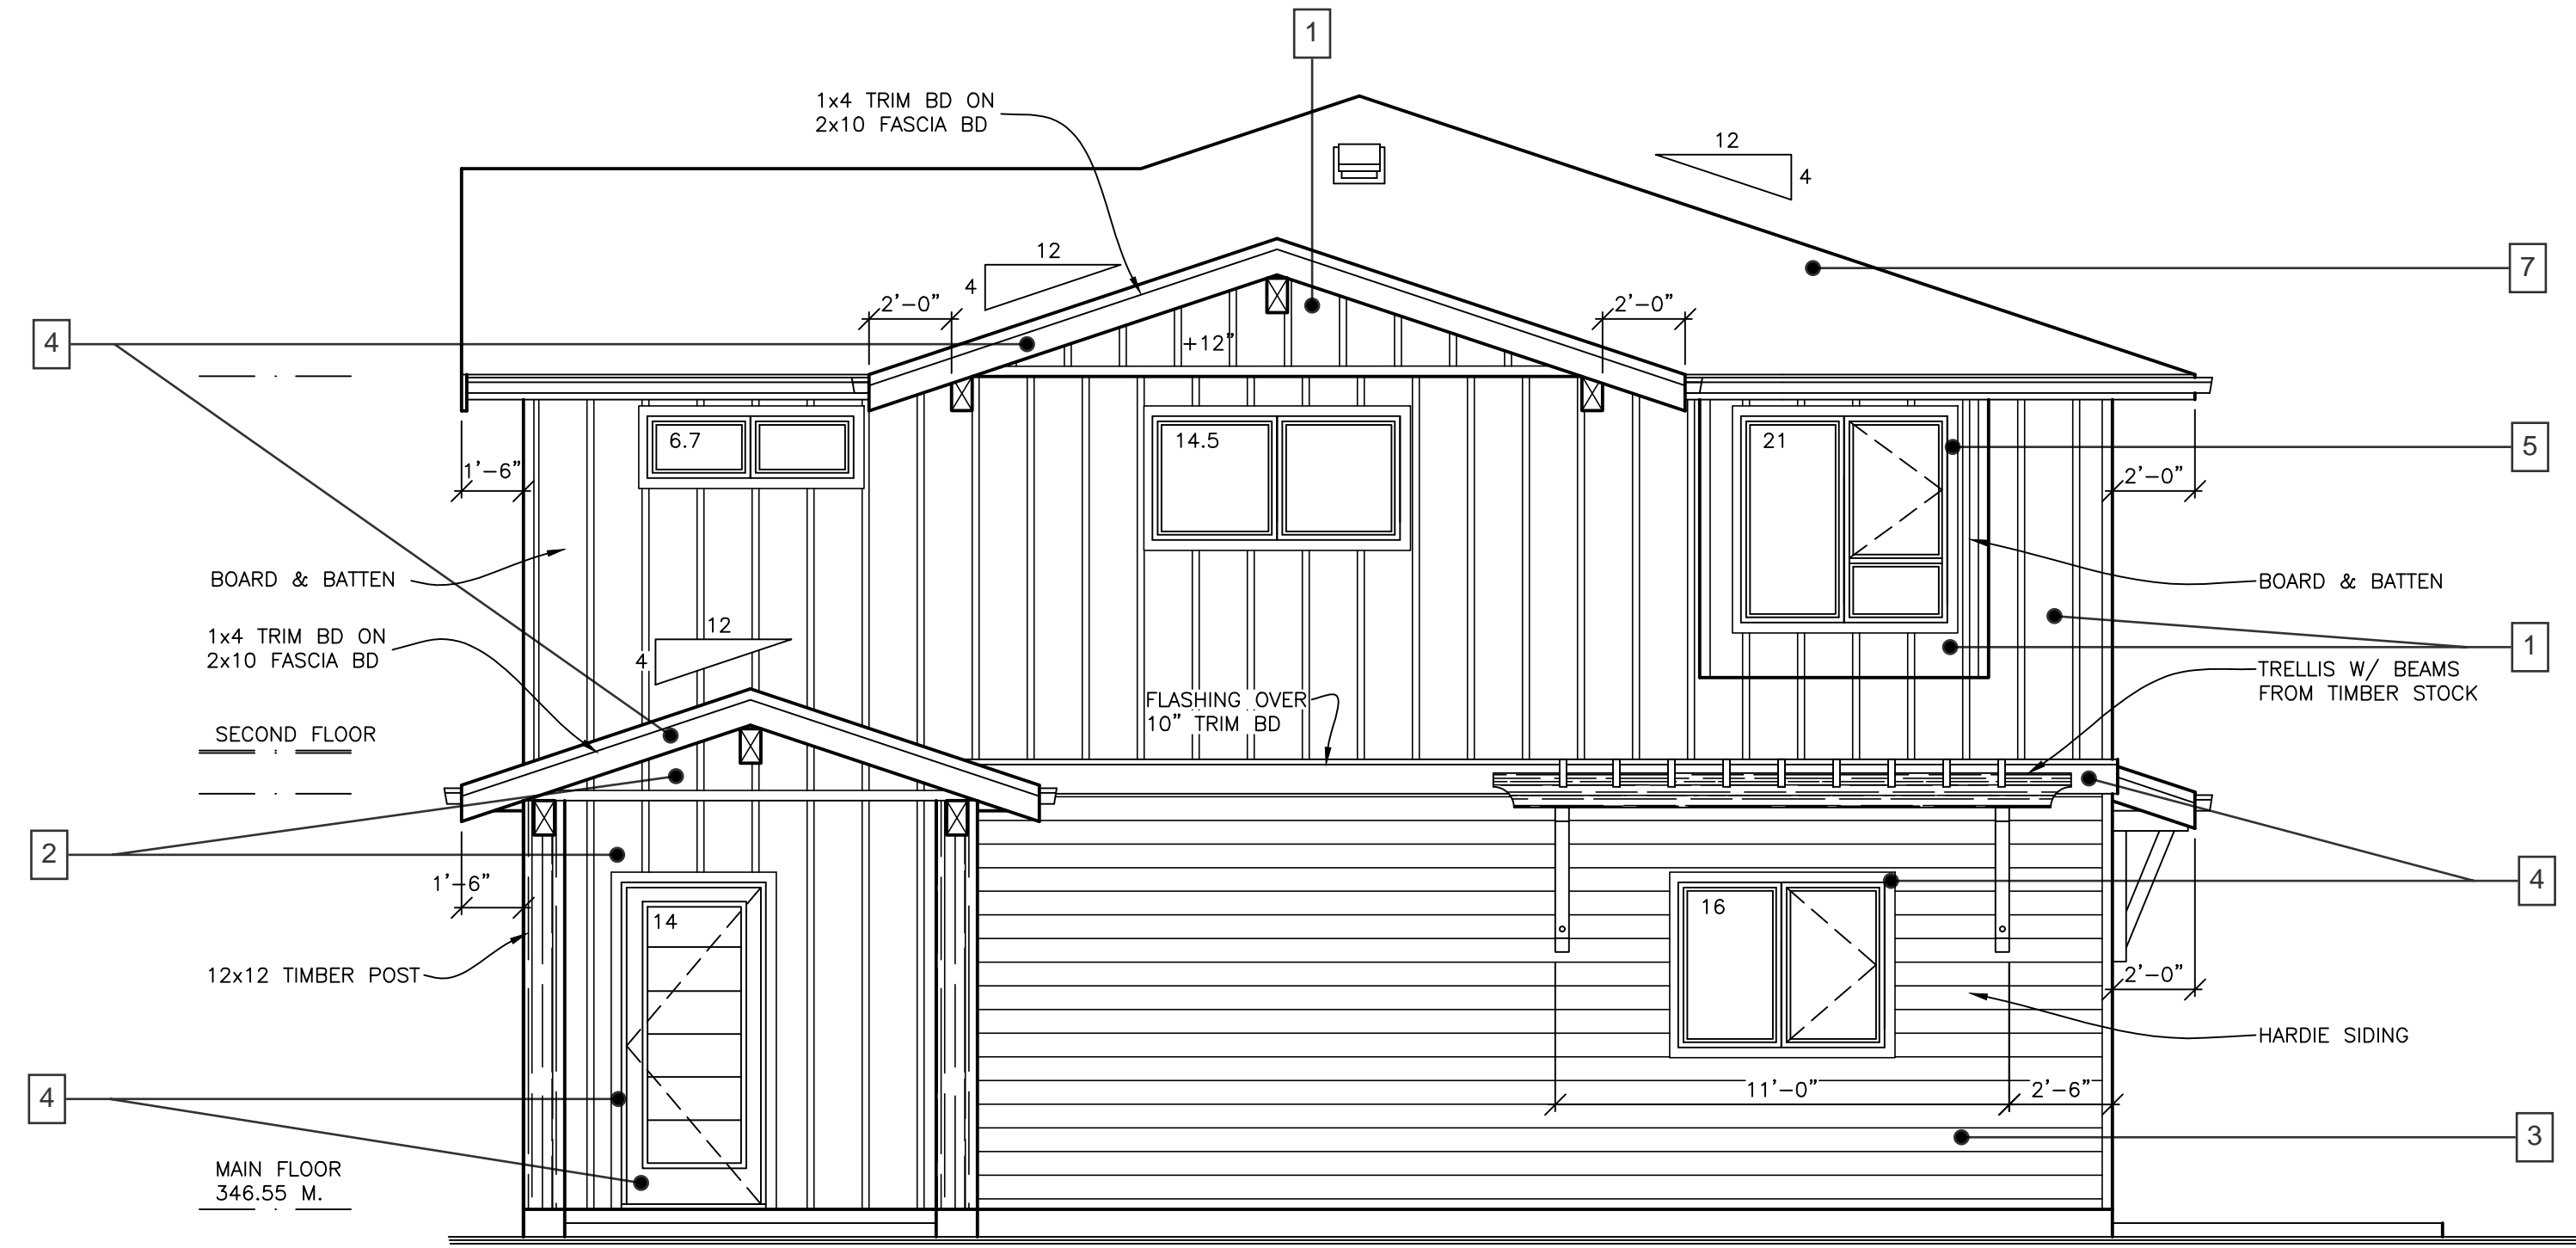 1
1x4 TRIM BD ON
2x10 FASCIA BD
12
4
12
4
7
2'-0"
2'-0"
4
+12"
6.7
14.5
21
5
1'-6"
2'-0"
BOARD & BATTEN
BOARD & BATTEN
12
4
1x4 TRIM BD ON
2x10 FASCIA BD
1
TRELLIS W/ BEAMS
FROM TIMBER STOCK
FLASHING OVER
10" TRIM BD
SECOND FLOOR
2
1'-6"
4
14
16
12x12 TIMBER POST
2'-0"
HARDIE SIDING
11'-0"
2'-6"
4
3
MAIN FLOOR
346.55 M.